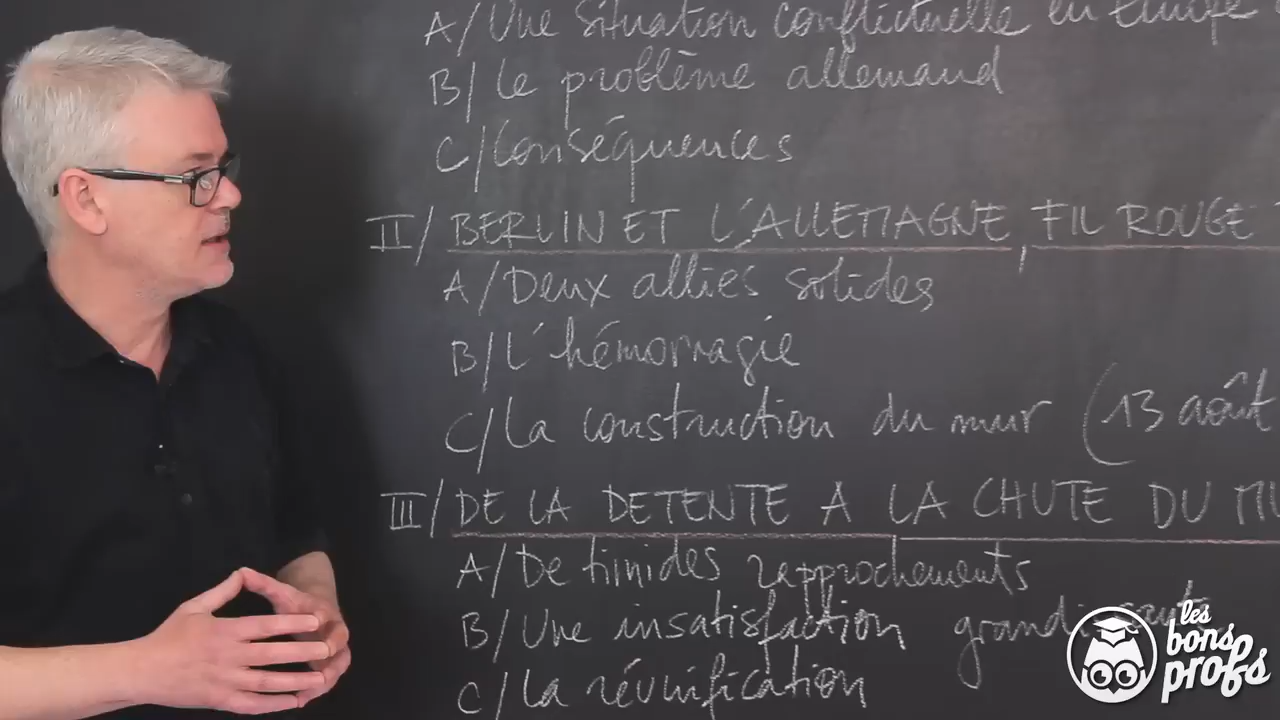 A/Une situation conflictuelle en
B/Le problème allemand
C/Conséquences
II/BERLIN ET L'ALLEMAGNE, FIL ROUGE
A/Deux alliés solides
B/L'hémorragie
C/La construction du mur (13 août
III/DE LA DETENTE A LA CHUTE DU MU
A/De timides rapprochements
B/Une insatisfaction grandissante
C/La réunification
les bons profs